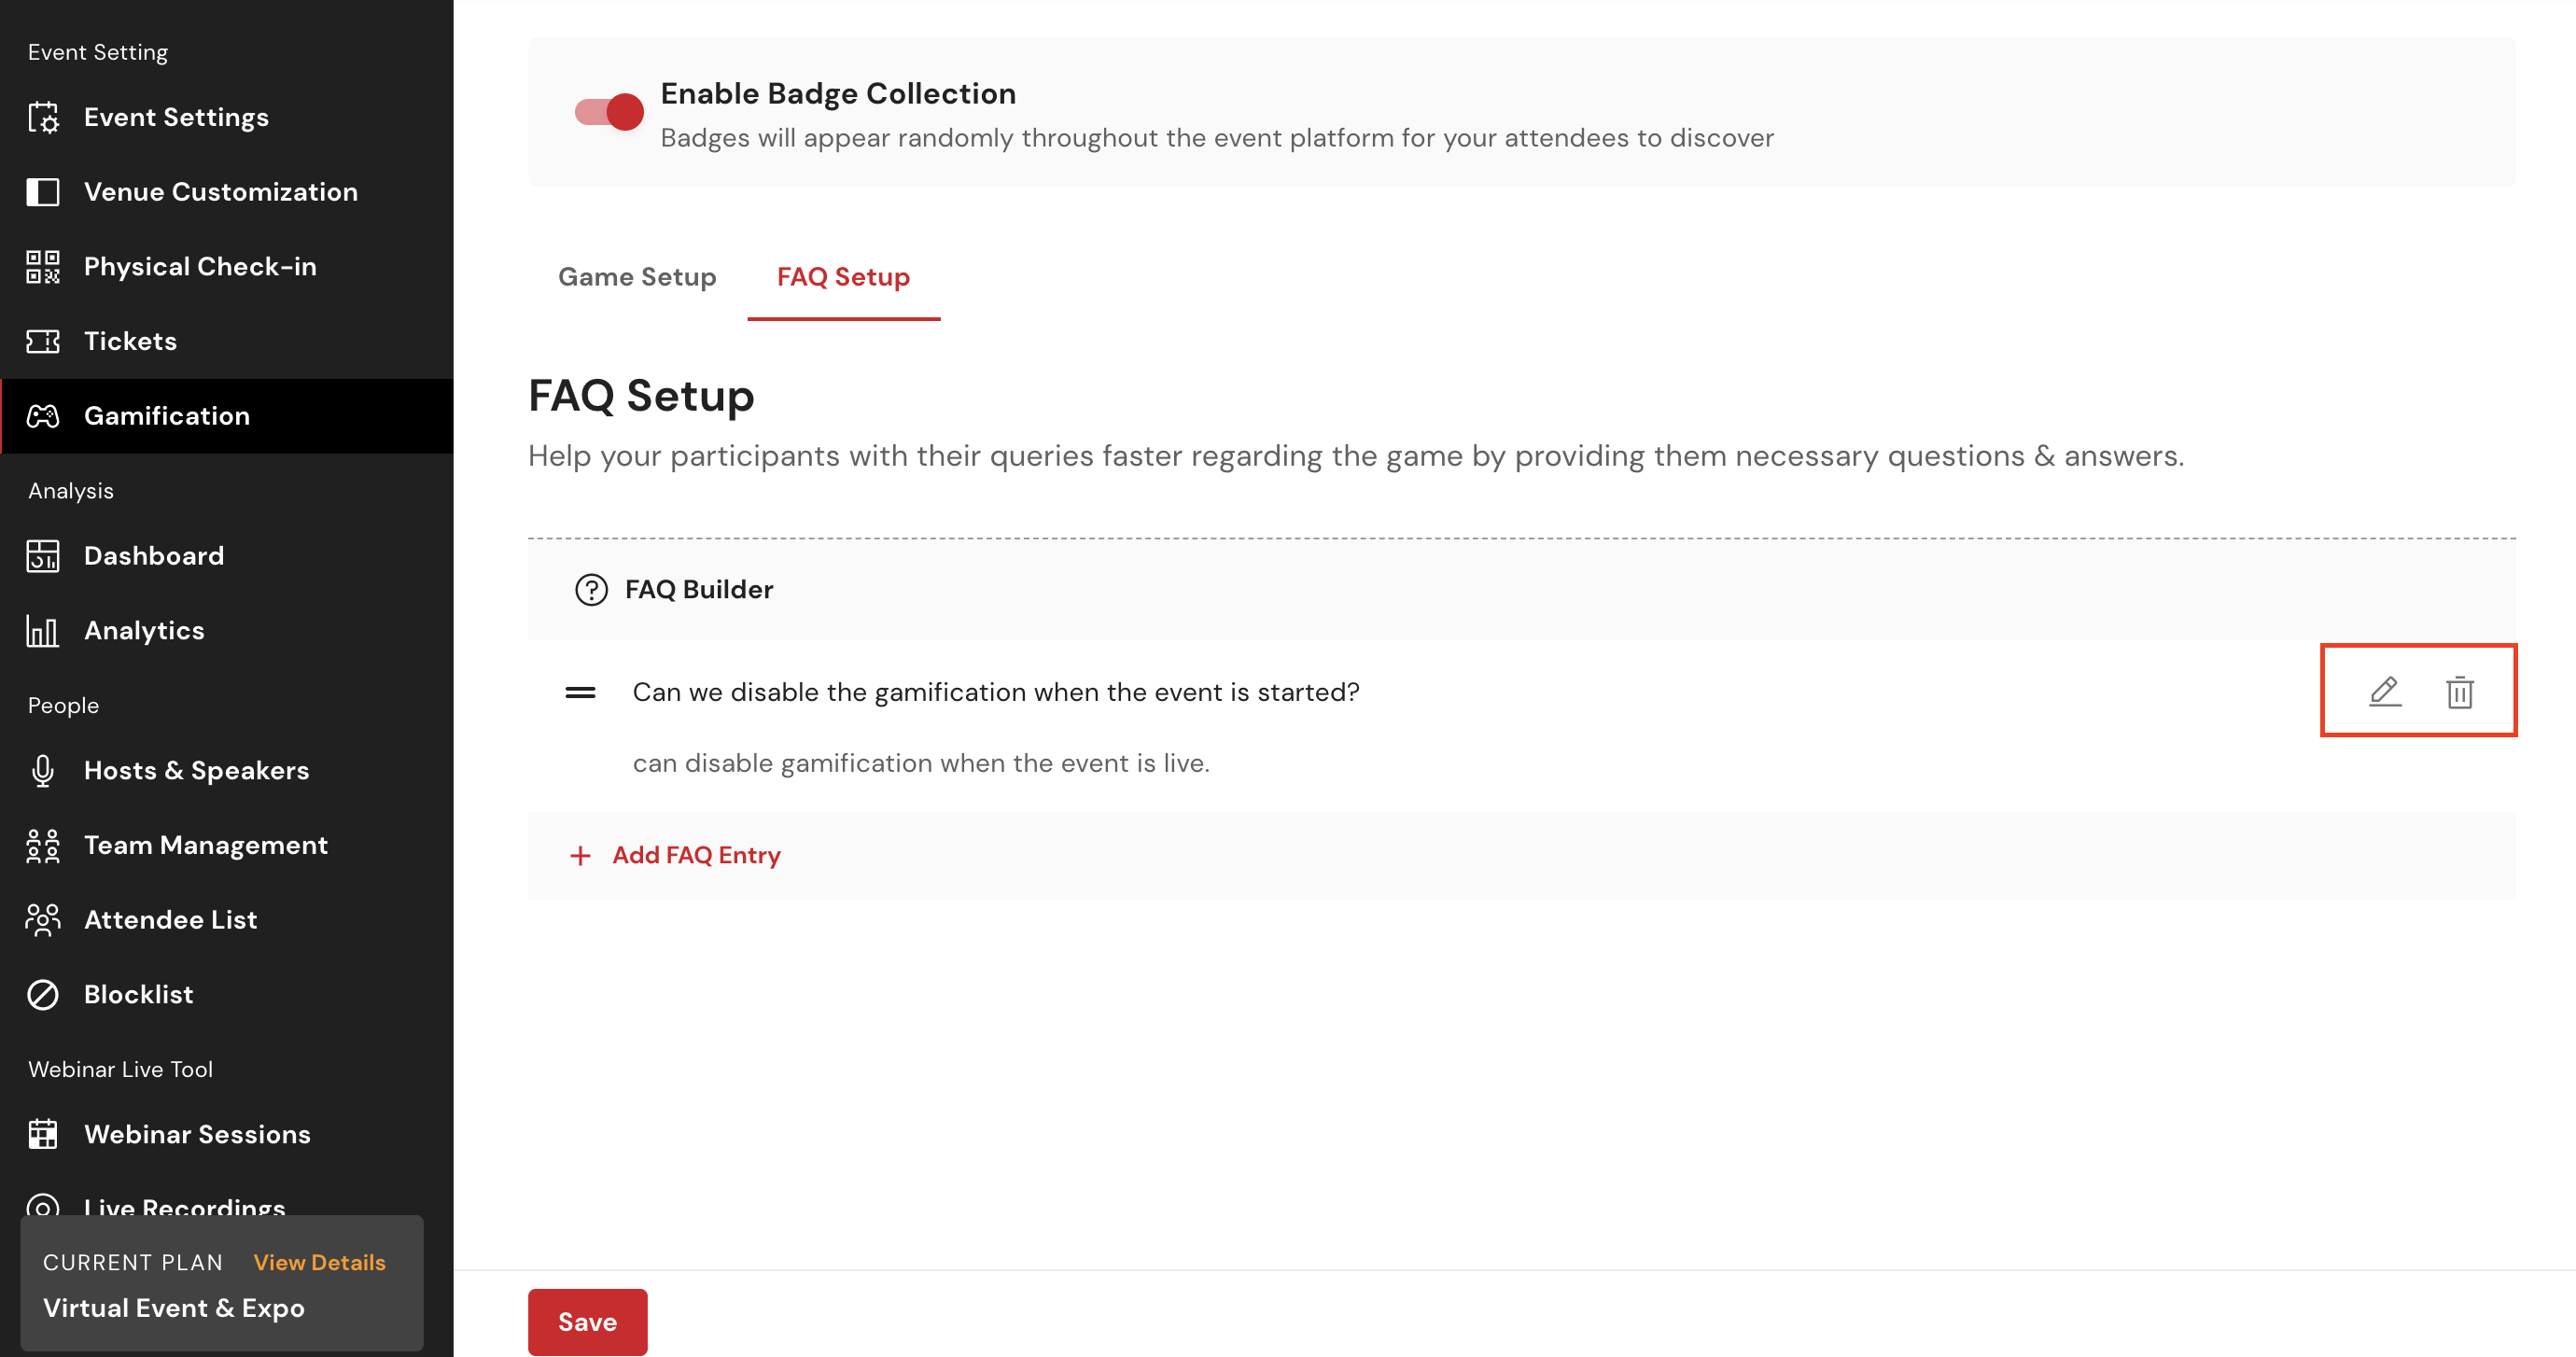 Event Setting
Event Settings
Venue Customization
Physical Check-in
Tickets
Gamification
Analysis
Dashboard
Analytics
People
Hosts & Speakers
Team Management
Attendee List
Blocklist
Webinar Live Tool
Webinar Sessions
Live Recordings
CURRENT PLAN View Details
Virtual Event & Expo
Enable Badge Collection
Badges will appear randomly throughout the event platform for your attendees to discover
Game Setup FAQ Setup
FAQ Setup
Help your participants with their queries faster regarding the game by providing them necessary questions & answers.
FAQ Builder
Can we disable the gamification when the event is started?
can disable gamification when the event is live.
+ Add FAQ Entry
Save